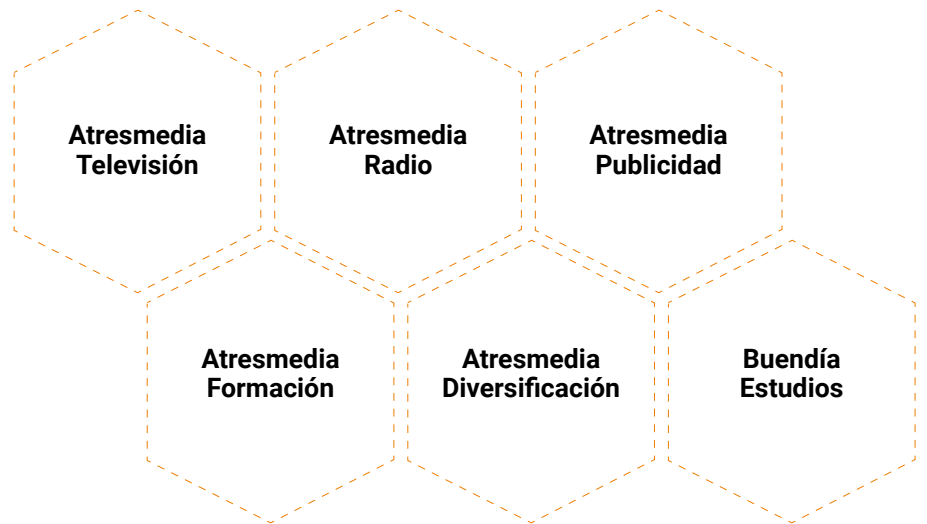 Atresmedia
Televisión
Atresmedia
Radio
Atresmedia
Publicidad
Atresmedia
Formación
Atresmedia
Diversificación
Buendía
Estudios